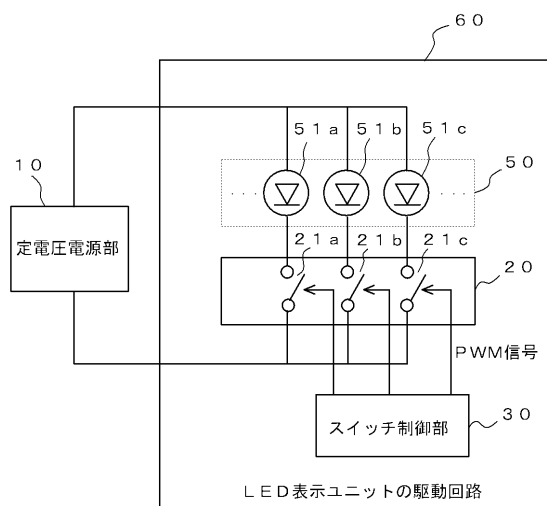 60
51a 51b 51c
10
50
・・・ ・・・
定電圧電源部
21a 21b 21c
20
PWM信号
スイッチ制御部
30
LED表示ユニットの駆動回路